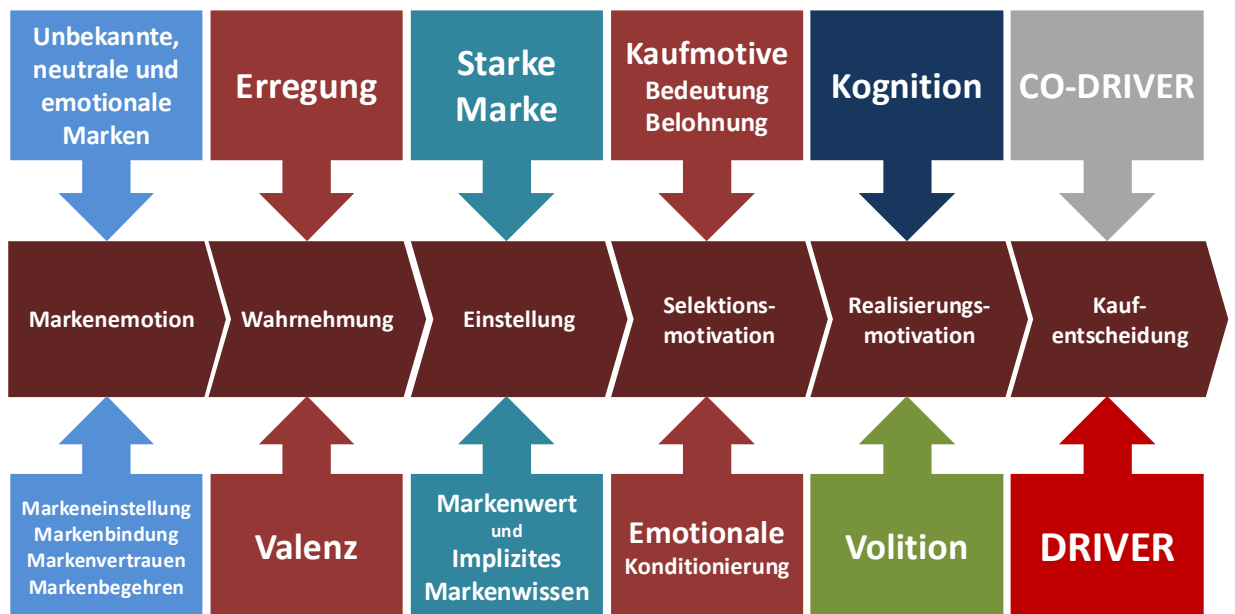 Unbekannte,
neutrale und
emotionale
Marken
Erregung
Starke
Marke
Kaufmotive
Bedeutung
Belohnung
Kognition
CO-DRIVER
Markenemotion
Wahrnehmung
Einstellung
Selektions-
motivation
Realisierungs-
motivation
Kauf-
entscheidung
Markeneinstellung
Markenbindung
Markenvertrauen
Markenbegehren
Valenz
Markenwert
und
Implizites
Markenwissen
Emotionale
Konditionierung
Volition
DRIVER